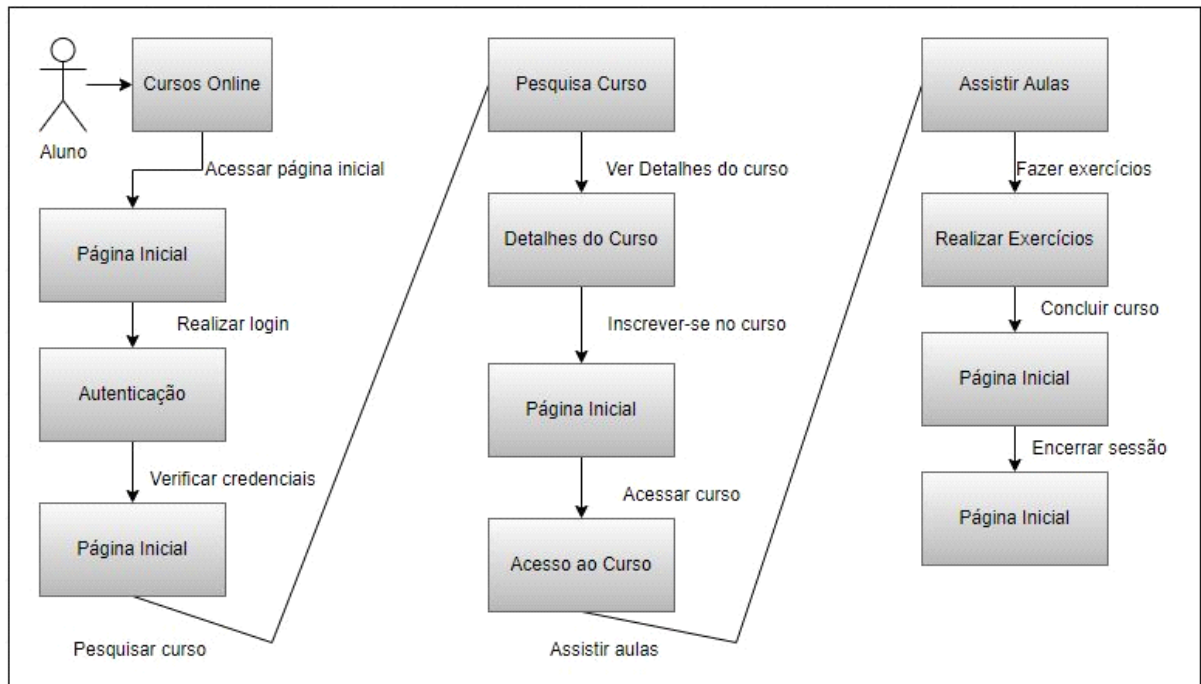 Aluno
Cursos Online
Acessar página inicial
Página Inicial
Realizar login
Autenticação
Verificar credenciais
Página Inicial
Pesquisar curso
Pesquisa Curso
Ver Detalhes do curso
Detalhes do Curso
Inscrever-se no curso
Página Inicial
Acessar curso
Acesso ao Curso
Assistir aulas
Assistir Aulas
Fazer exercícios
Realizar Exercícios
Concluir curso
Página Inicial
Encerrar sessão
Página Inicial